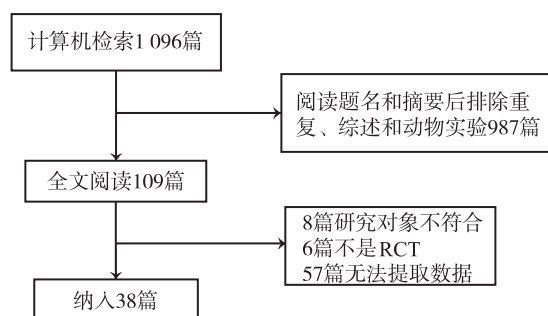 计算机检索1 096篇
阅读题名和摘要后排除重
复、综述和动物实验987篇
全文阅读109篇
8篇研究对象不符合
6篇不是RCT
57篇无法提取数据
纳入38篇